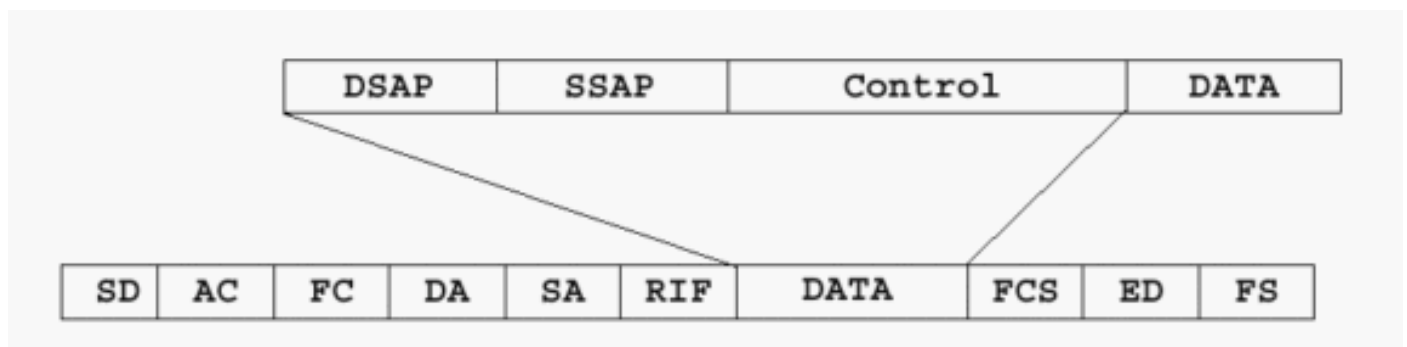 DSAP SSAP Control DATA
SD AC FC DA SA RIF DATA FCS ED FS